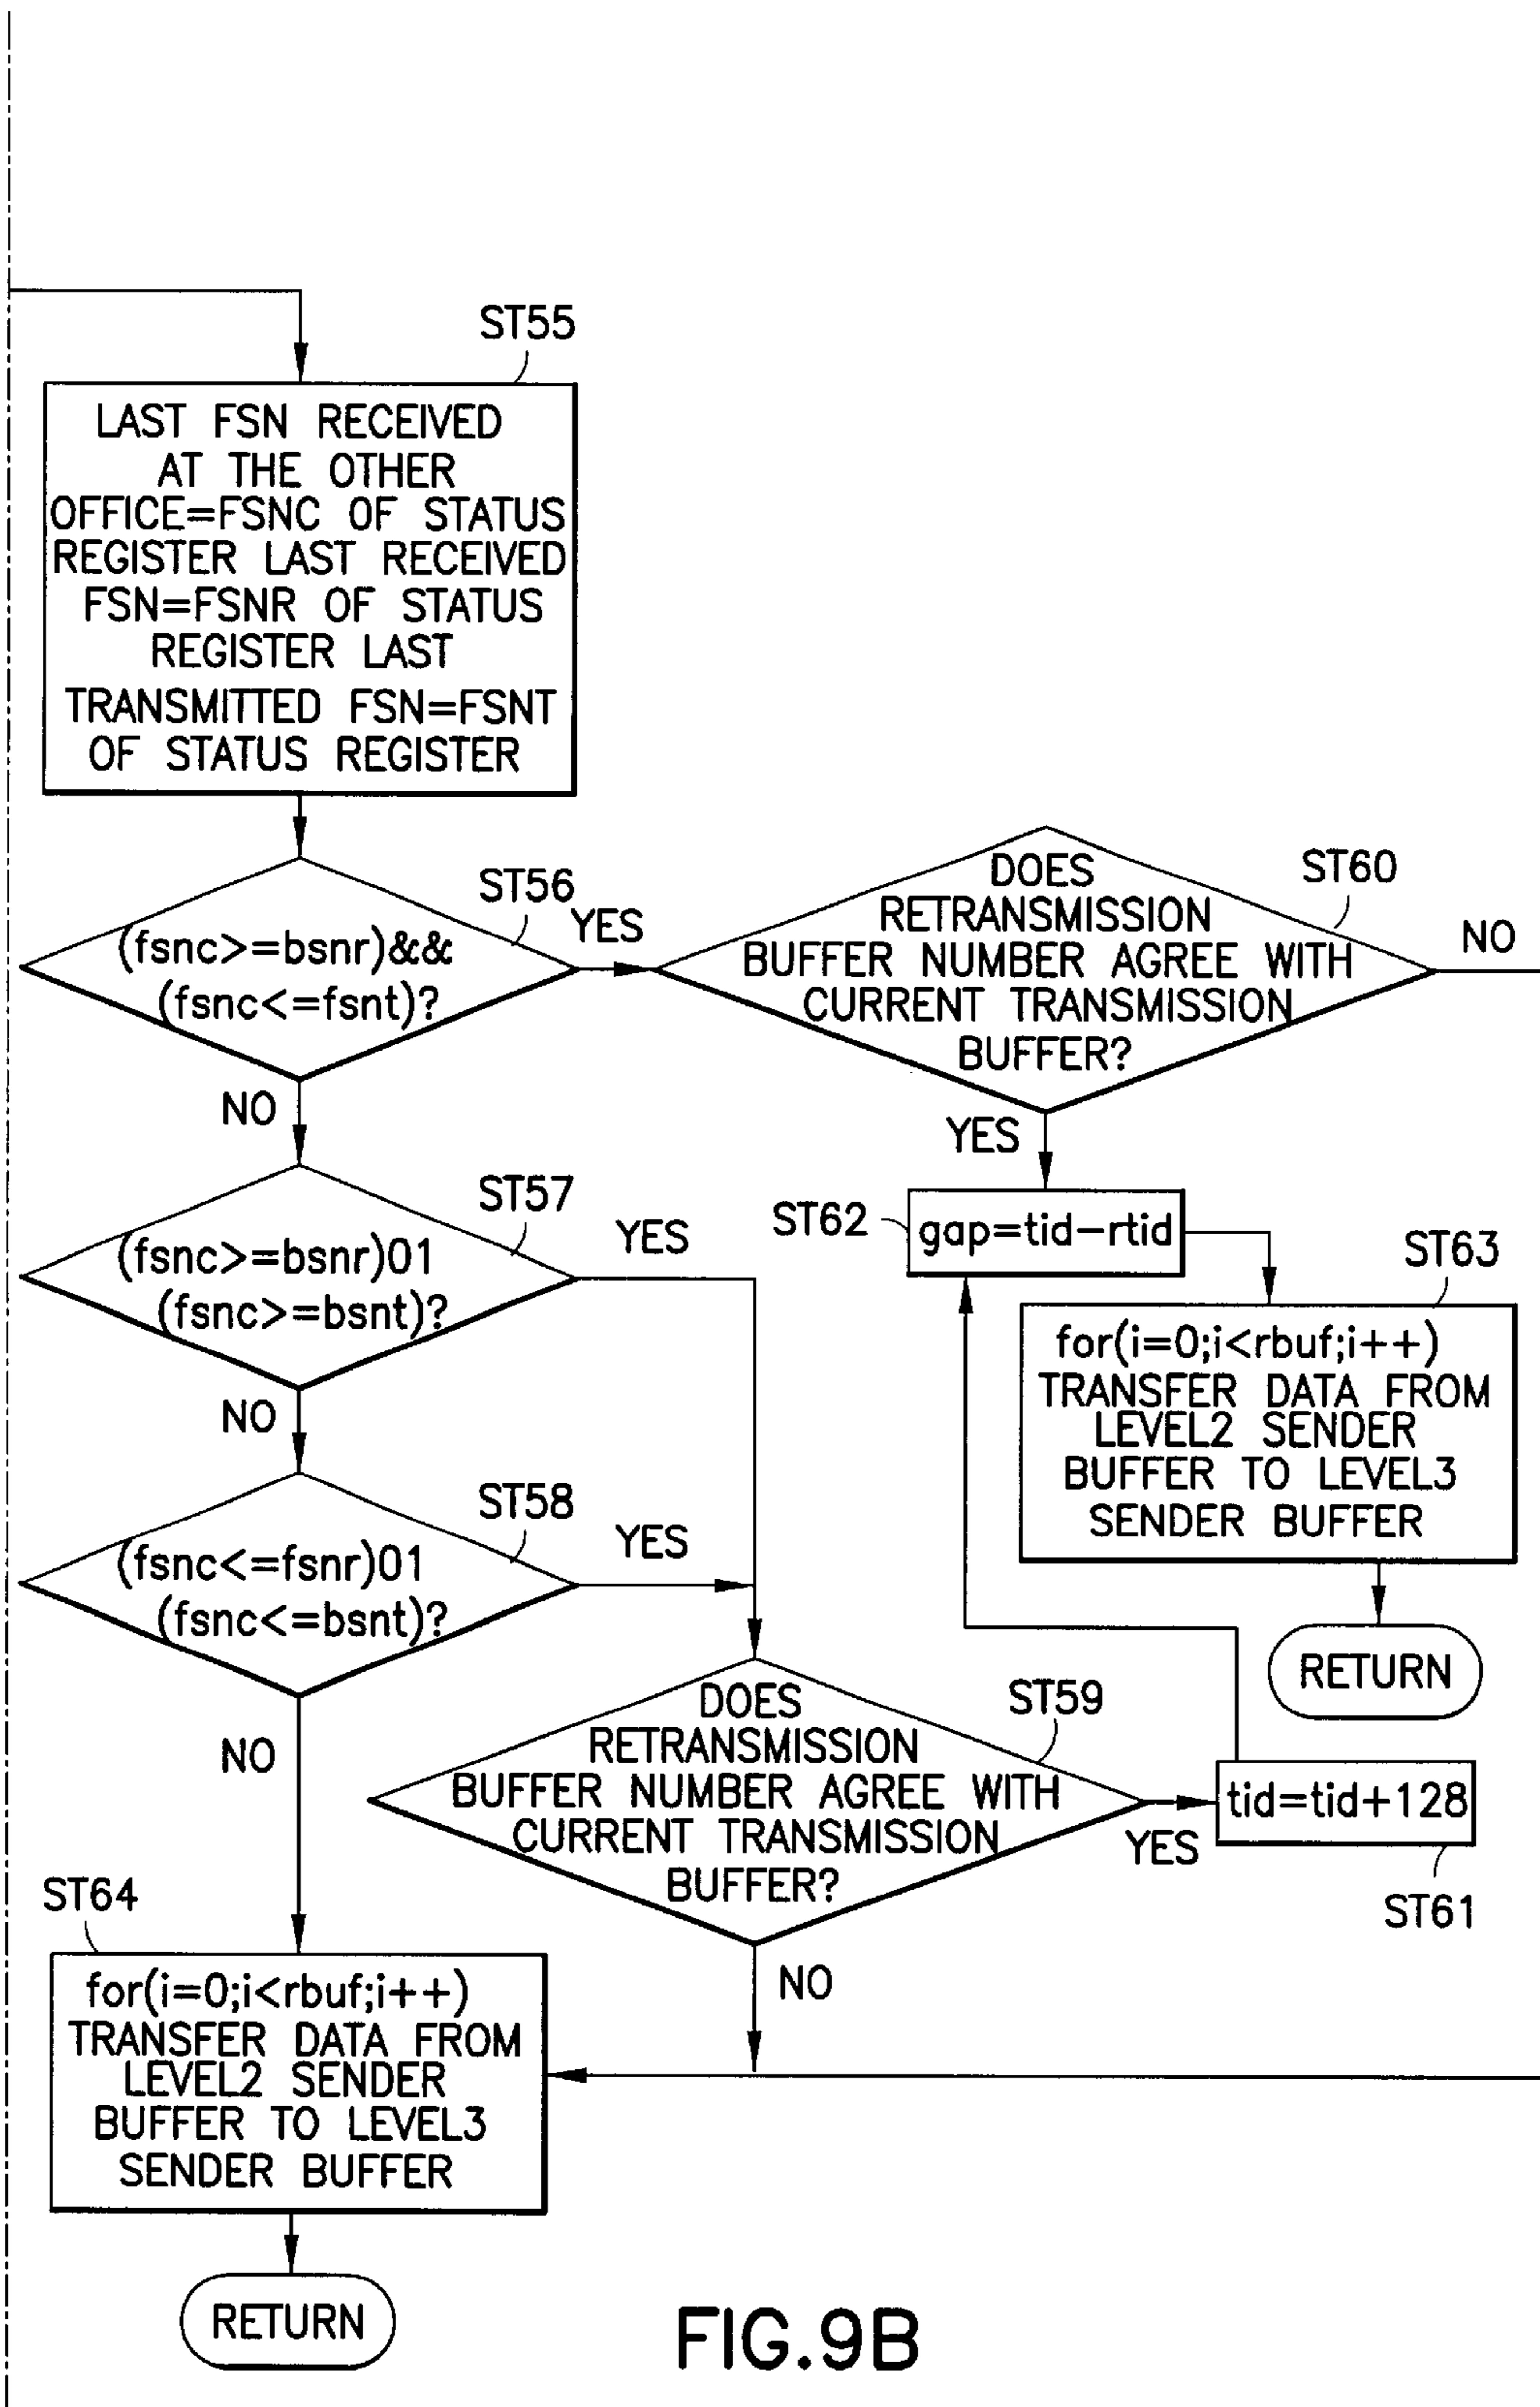 ST55
LAST FSN RECEIVED
AT THE OTHER
OFFICE=FSNC OF STATUS
REGISTER LAST RECEIVED
FSN=FSNR OF STATUS
REGISTER LAST
TRANSMITTED FSN=FSNT
OF STATUS REGISTER
ST56
(fsnc>=bsnr)&&
(fsnc<=fsnt)?
YES
NO
ST60
DOES
RETRANSMISSION
BUFFER NUMBER AGREE WITH
CURRENT TRANSMISSION
BUFFER?
NO
YES
ST57
(fsnc>=bsnr)01
(fsnc>=bsnt)?
YES
NO
ST62
gap=tid-rtid
ST63
for(i=0;i<rbuf;i++)
TRANSFER DATA FROM
LEVEL2 SENDER
BUFFER TO LEVEL3
SENDER BUFFER
RETURN
ST58
(fsnc<=fsnr)01
(fsnc<=bsnt)?
YES
NO
ST59
DOES
RETRANSMISSION
BUFFER NUMBER AGREE WITH
CURRENT TRANSMISSION
BUFFER?
YES
NO
tid=tid+128
ST61
ST64
for(i=0;i<rbuf;i++)
TRANSFER DATA FROM
LEVEL2 SENDER
BUFFER TO LEVEL3
SENDER BUFFER
RETURN
FIG.9B